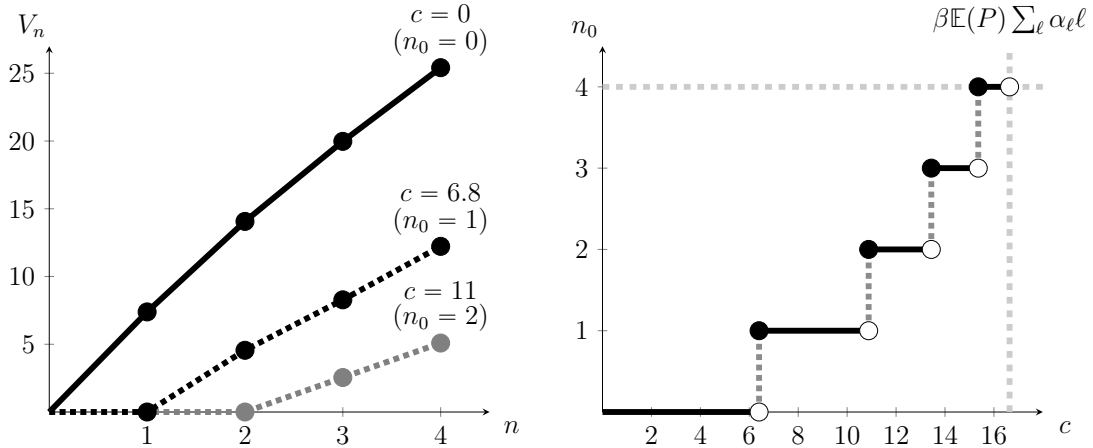 V_n
c = 0
(n_0 = 0)
25
20
15
10
5
c = 6.8
(n_0 = 1)
c = 11
(n_0 = 2)
1 2 3 4 n
n_0
β𝔼(P) ∑_ℓ α_ℓ ℓ
4
3
2
1
2 4 6 8 10 12 14 16 c